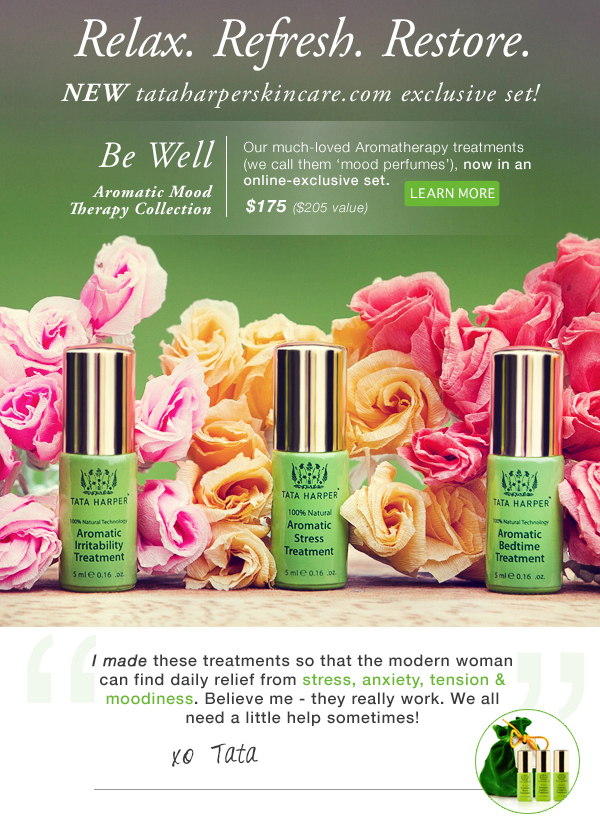 Relax. Refresh. Restore.
NEW tataharperskincare.com exclusive set!
Be Well
Aromatic Mood
Therapy Collection
Our much-loved Aromatherapy treatments
(we call them ‘mood perfumes’), now in an
online-exclusive set.
$175 ($205 value)
LEARN MORE
TATA HARPER™
100% Natural Technology
Aromatic
Irritability
Treatment
5 ml e 0.16 .oz.
TATA HARPER™
100% Natural
Aromatic
Stress
Treatment
5 ml e 0.16 .oz.
TATA HARPER™
100% Natural Technology
Aromatic
Bedtime
Treatment
5 ml e 0.16 .oz.
“
I made these treatments so that the modern woman
can find daily relief from stress, anxiety, tension &
moodiness. Believe me - they really work. We all
need a little help sometimes!
”
xo Tata